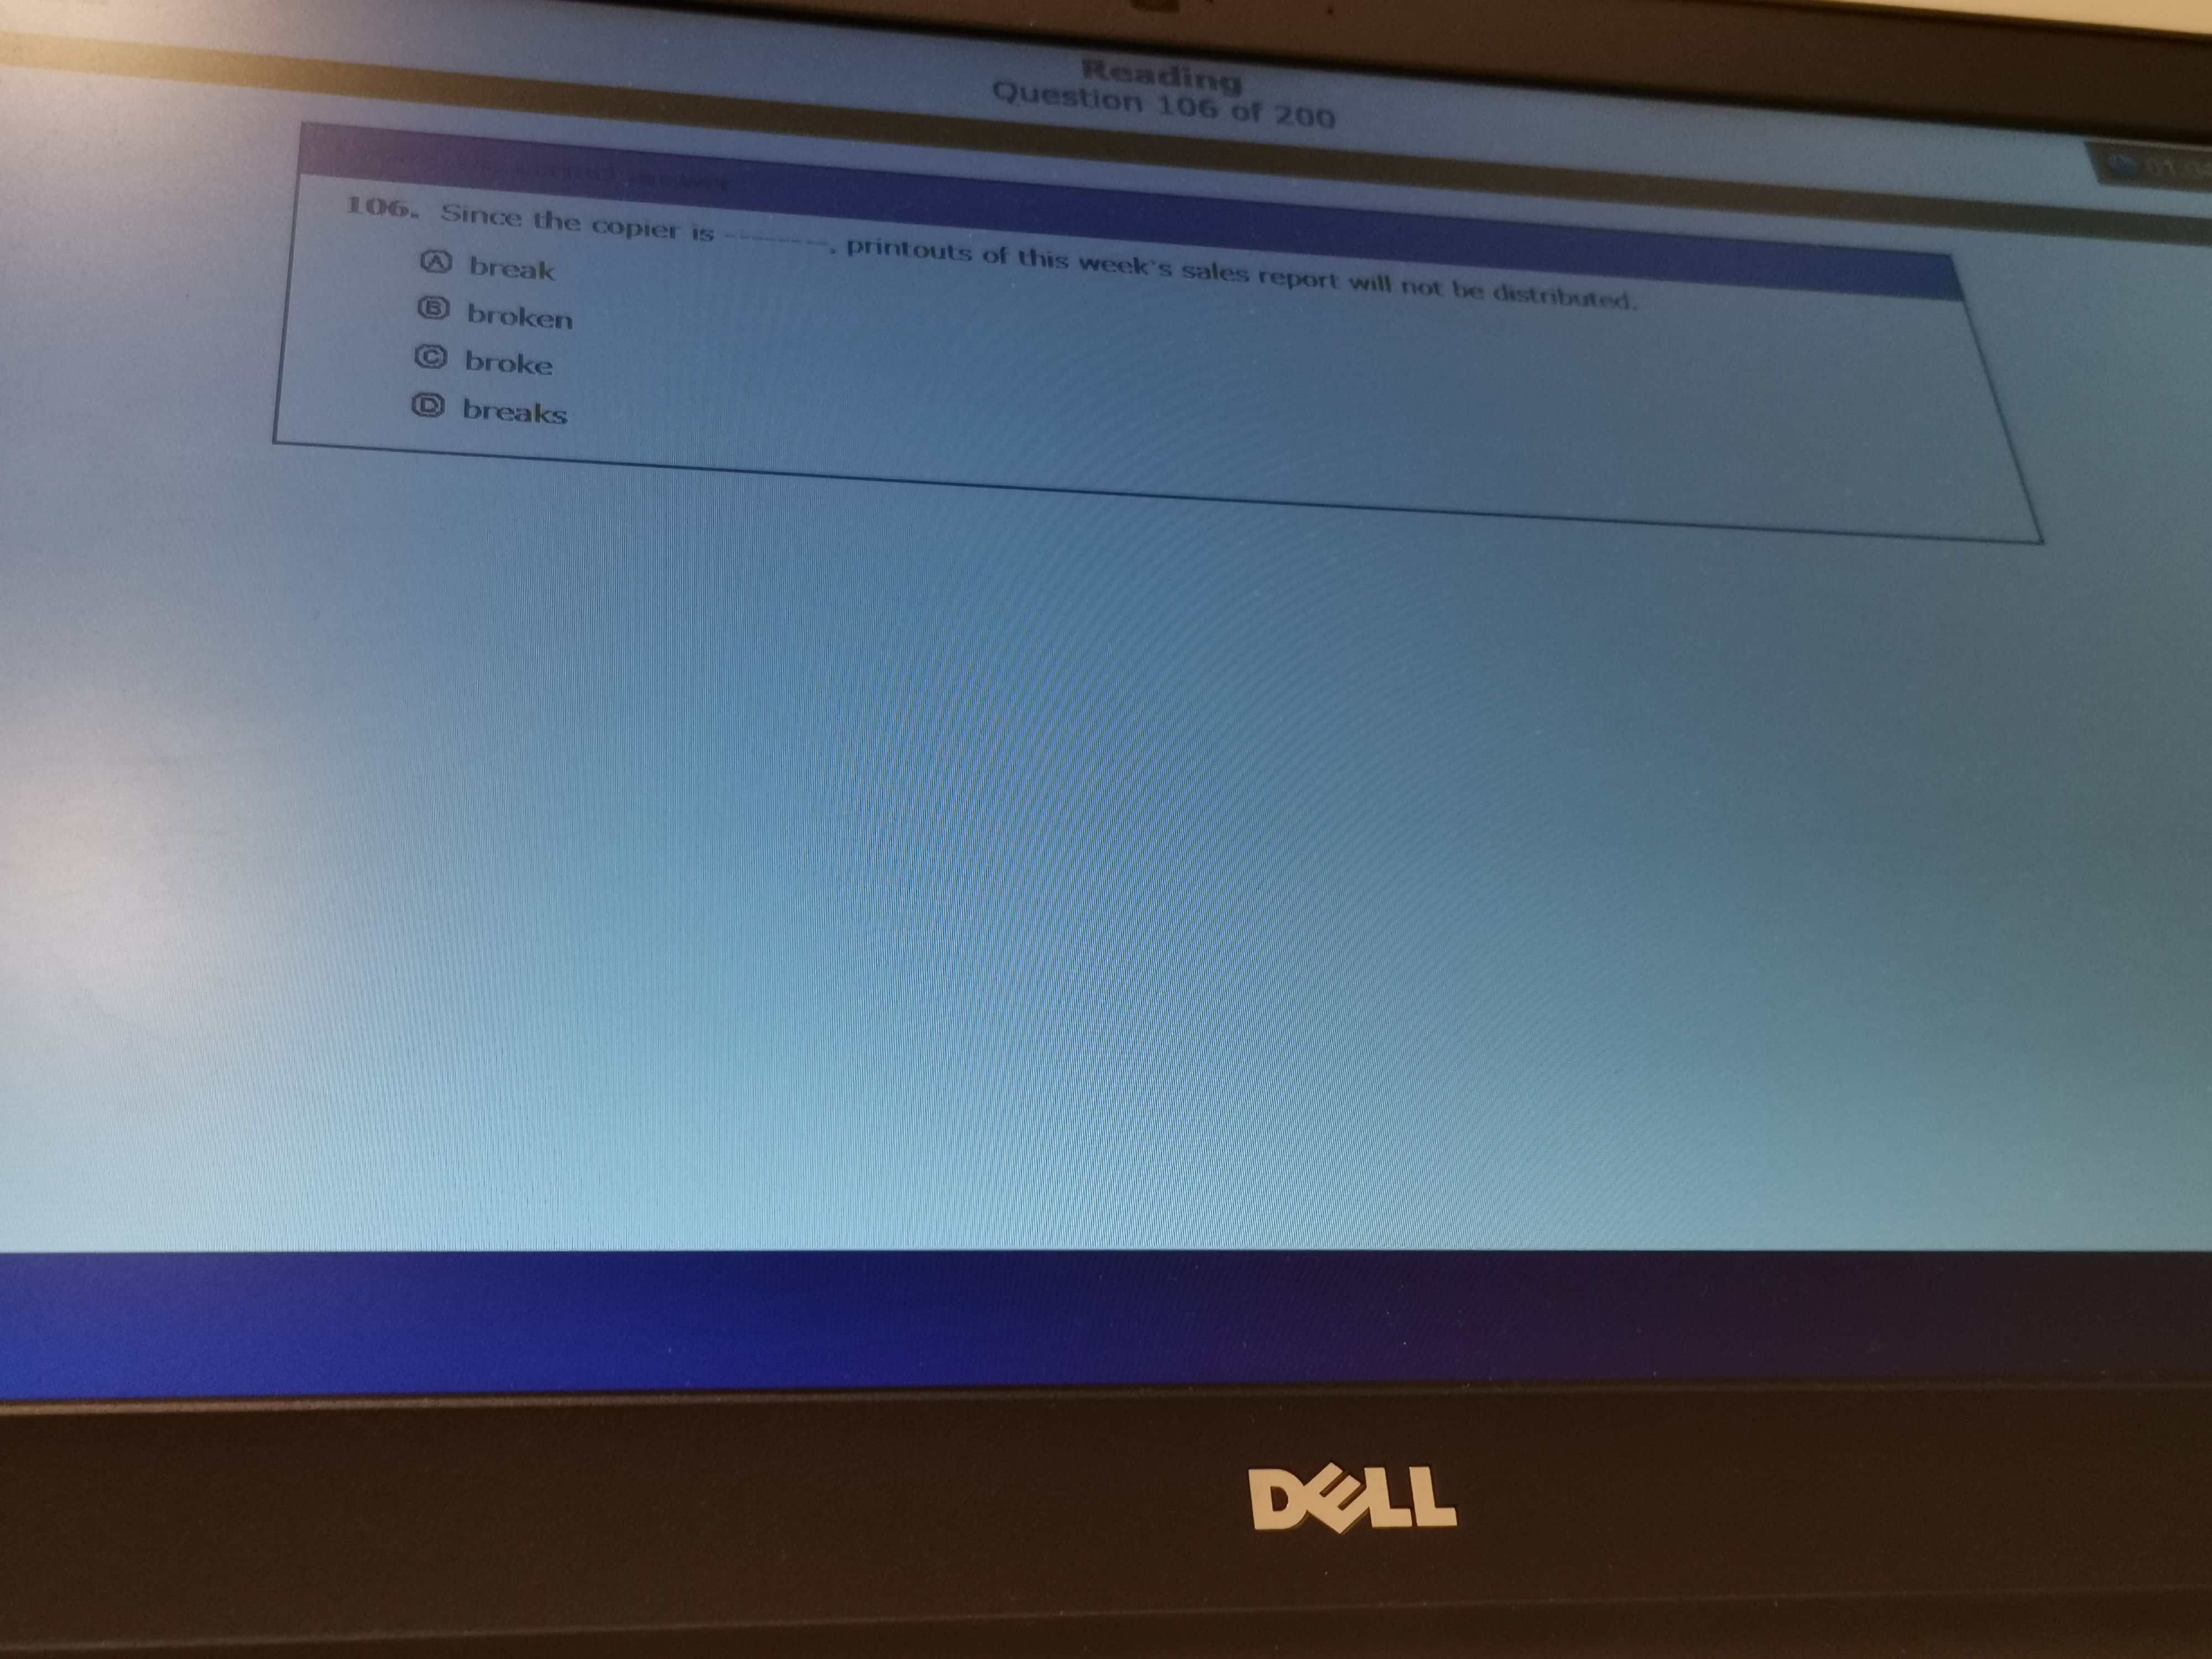 Reading
Question 106 of 200
106. Since the copier is --------, printouts of this week's sales report will not be distributed.
A break
B broken
C broke
D breaks
DELL